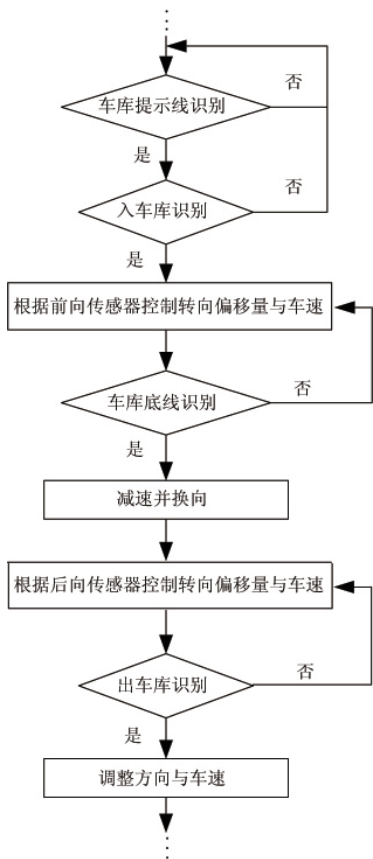 车库提示线识别
否
是
入车库识别
否
是
根据前向传感器控制转向偏移量与车速
车库底线识别
否
是
减速并换向
根据后向传感器控制转向偏移量与车速
出车库识别
否
是
调整方向与车速